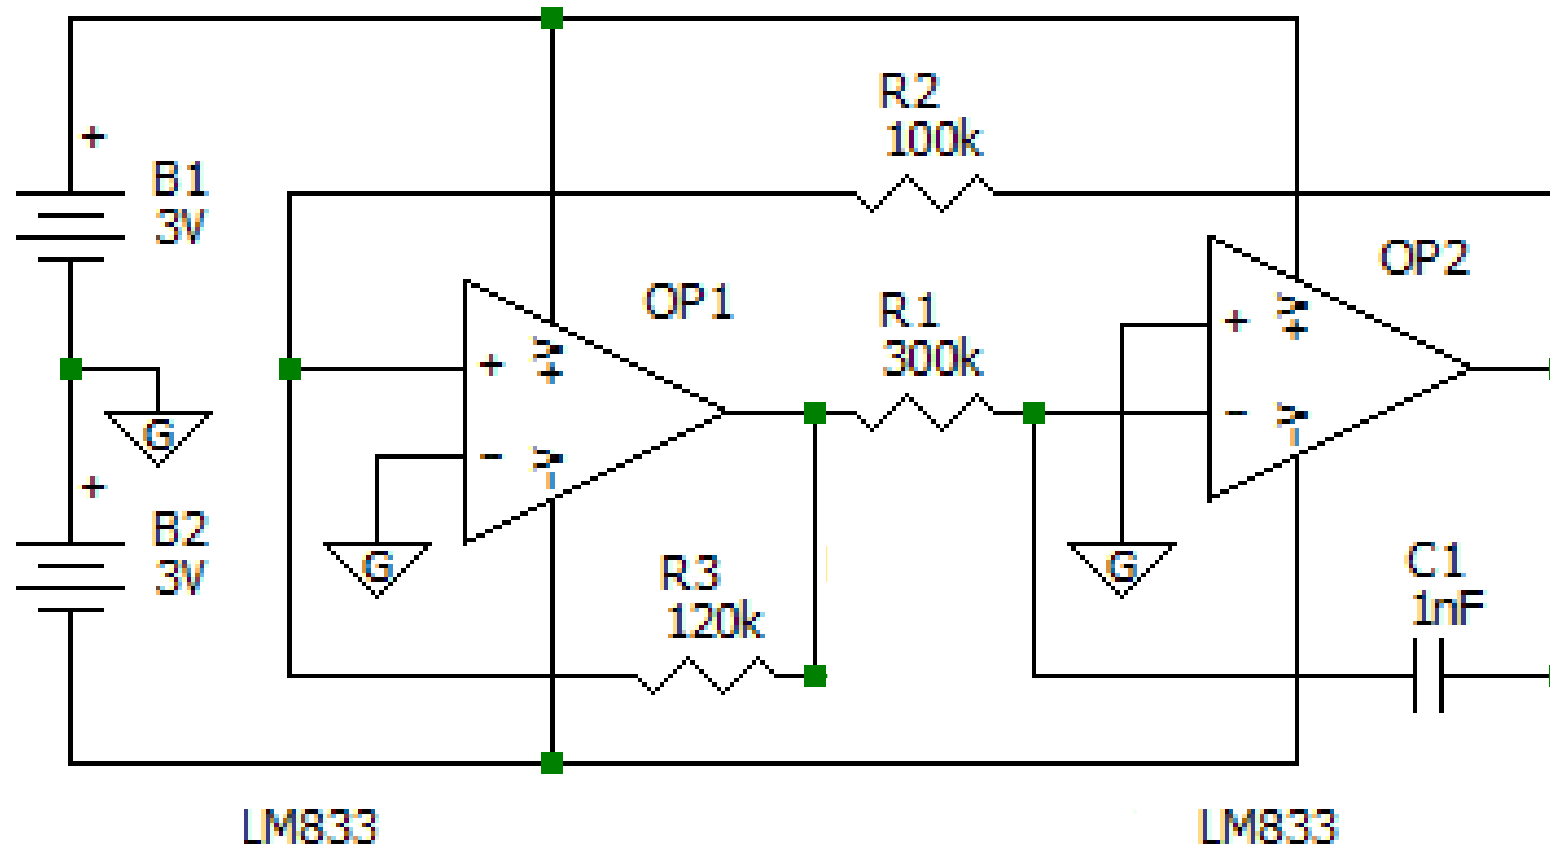 R2
100k
+
B1
3V
OP2
OP1
R1
300k
+V
+
+V
+
G
-
-V
+
-
-V
B2
3V
G
G
R3
120k
C1
1nF
LM833
LM833